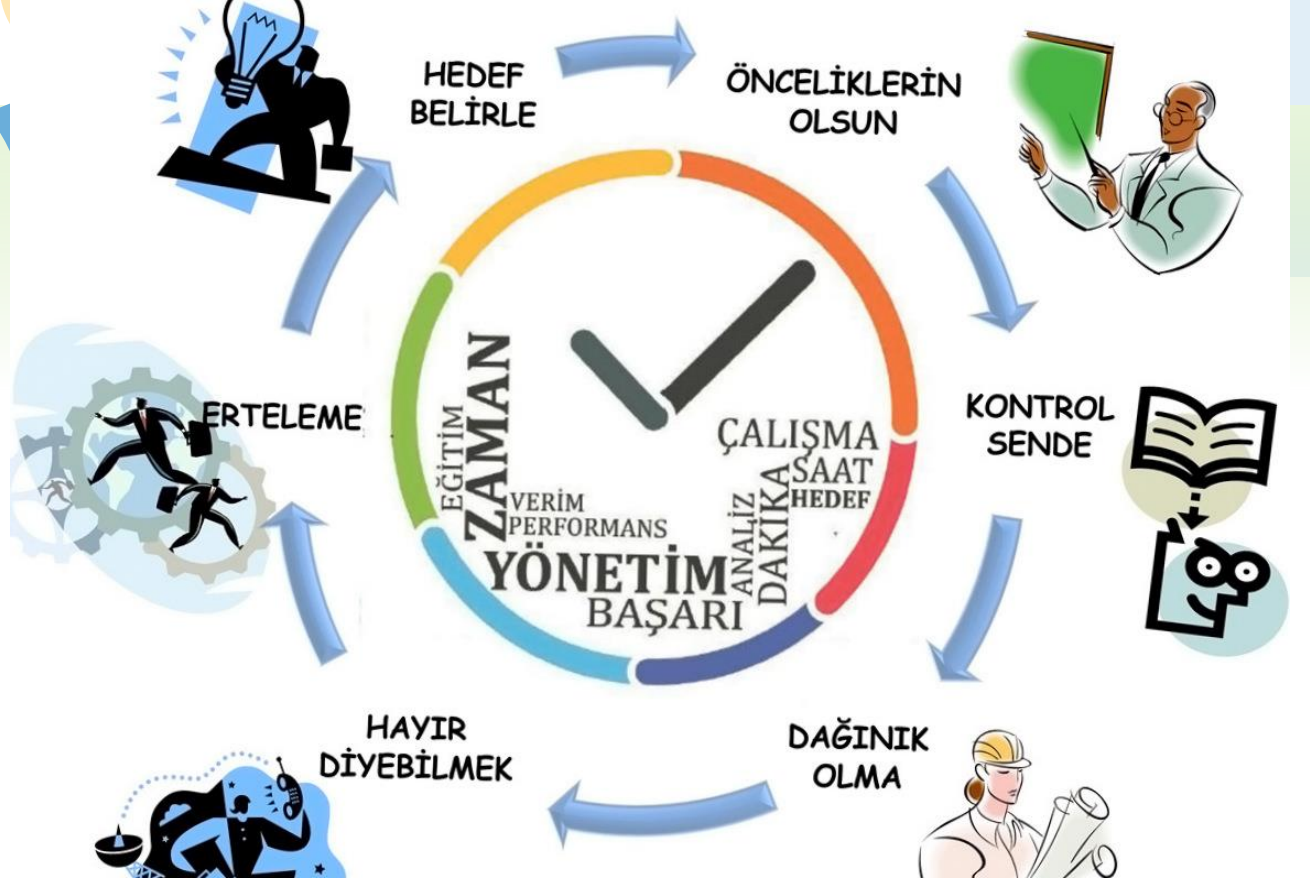 HEDEF
BELİRLE
ÖNCELİKLERİN
OLSUN
KONTROL
SENDE
DAĞINIK
OLMA
HAYIR
DİYEBİLMEK
ERTELEME
EĞİTİM
ZAMAN
VERİM
PERFORMANS
YÖNETİM
BAŞARI
ANALİZ
DAKİKA
ÇALIŞMA
SAAT
HEDEF